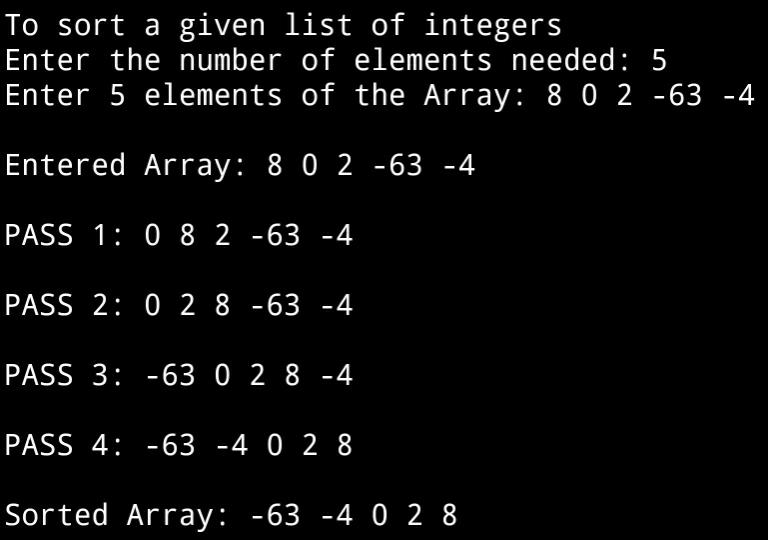 To sort a given list of integers
Enter the number of elements needed: 5
Enter 5 elements of the Array: 8 0 2 -63 -4
Entered Array: 8 0 2 -63 -4
PASS 1: 0 8 2 -63 -4
PASS 2: 0 2 8 -63 -4
PASS 3: -63 0 2 8 -4
PASS 4: -63 -4 0 2 8
Sorted Array: -63 -4 0 2 8